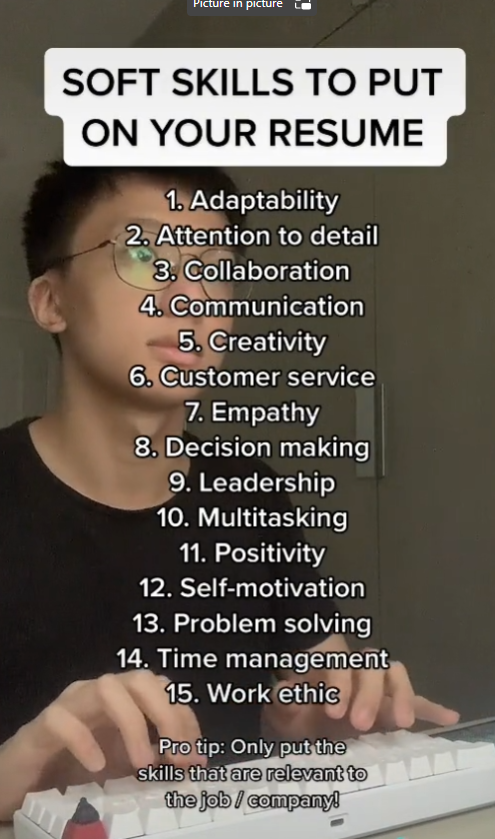 Picture in picture
SOFT SKILLS TO PUT
ON YOUR RESUME
1. Adaptability
2. Attention to detail
3. Collaboration
4. Communication
5. Creativity
6. Customer service
7. Empathy
8. Decision making
9. Leadership
10. Multitasking
11. Positivity
12. Self-motivation
13. Problem solving
14. Time management
15. Work ethic
Pro tip: Only put the
skills that are relevant to
the job / company!